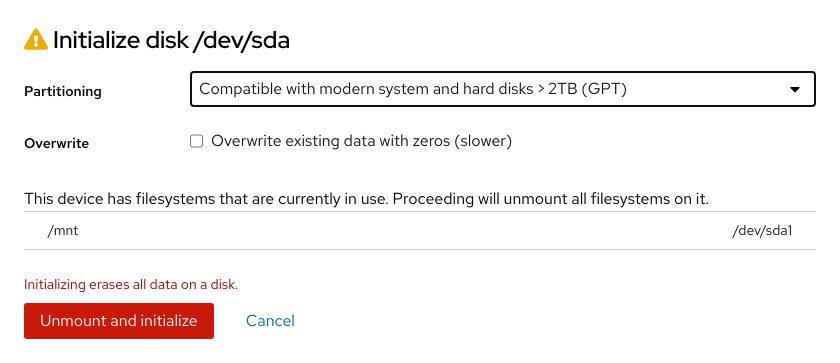 Initialize disk /dev/sda
Partitioning
Compatible with modern system and hard disks > 2TB (GPT)
Overwrite
Overwrite existing data with zeros (slower)
This device has filesystems that are currently in use. Proceeding will unmount all filesystems on it.
/mnt /dev/sda1
Initializing erases all data on a disk.
Unmount and initialize Cancel